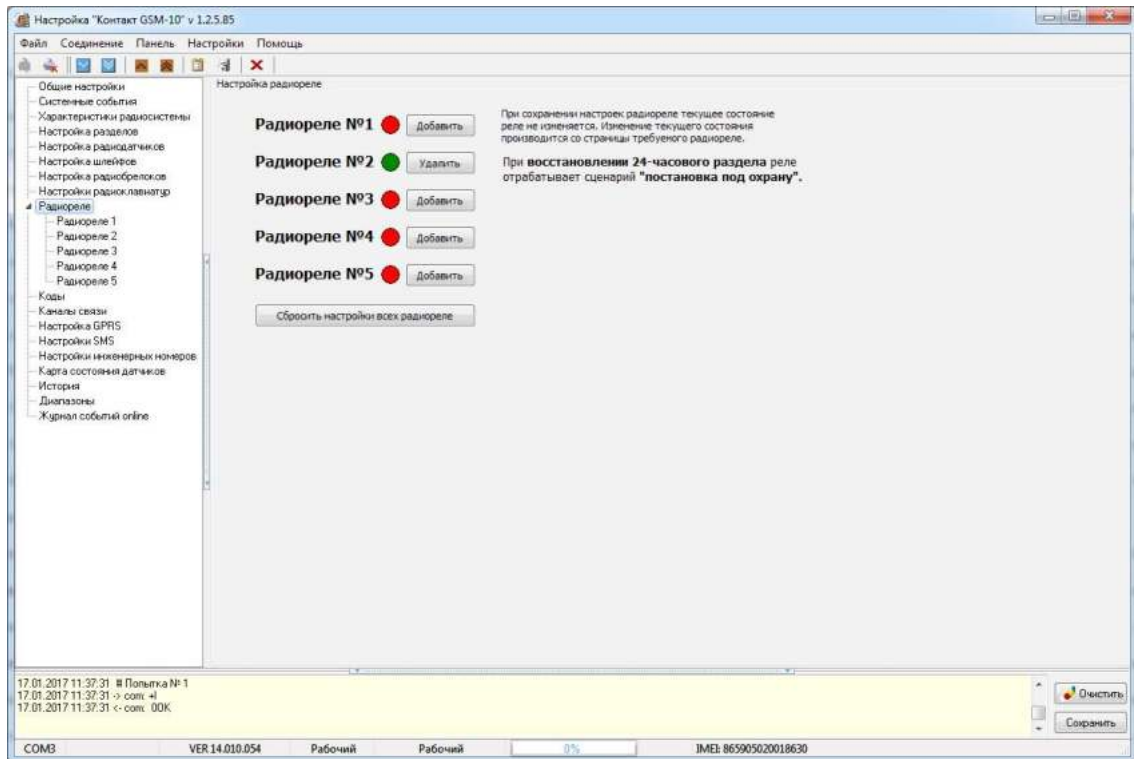 Настройка "Контакт GSM-10" v 1.2.5.85
Файл Соединение Панель Настройки Помощь
Общие настройки
Системные события
Характеристики радиосистемы
Настройка разделов
Настройка радиодатчиков
Настройка шлейфов
Настройка радиобрелоков
Настройки радиоклавиатур
Радиореле
Радиореле 1
Радиореле 2
Радиореле 3
Радиореле 4
Радиореле 5
Коды
Каналы связи
Настройка GPRS
Настройки SMS
Настройки инженерных номеров
Карта состояния датчиков
История
Диапазоны
Журнал событий online
Настройка радиореле
Радиореле №1 Добавить
Радиореле №2 Удалить
Радиореле №3 Добавить
Радиореле №4 Добавить
Радиореле №5 Добавить
Сбросить настройки всех радиореле
При сохранении настроек радиореле текущее состояние
реле не изменяется. Изменение текущего состояния
производится со страницы требуемого радиореле.
При восстановлении 24-часового раздела реле
отрабатывает сценарий "постановка под охрану".
17.01.2017 11:37:31 # Попытка № 1
17.01.2017 11:37:31 -> com: +I
17.01.2017 11:37:31 <- com: 0OK
Очистить
Сохранить
COM3 VER 14.010.054 Рабочий Рабочий 0% IMEI: 865905020018630